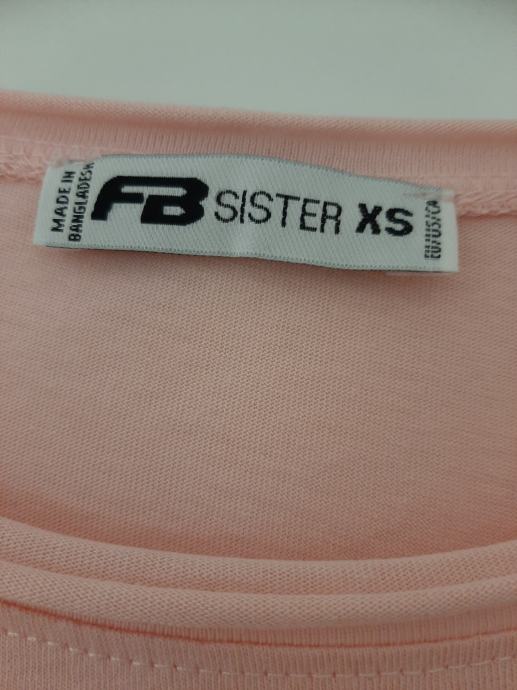 MADE IN
BANGLADESH
FB SISTER XS
EU/US/CA